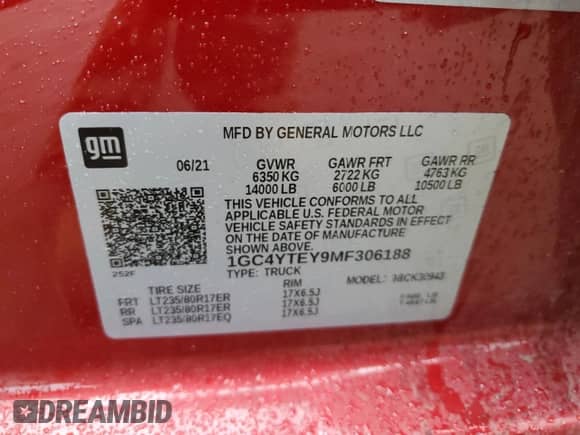 gm
MFD BY GENERAL MOTORS LLC
06/21 GVWR GAWR FRT GAWR RR
6350 KG 2722 KG 4763 KG
14000 LB 6000 LB 10500 LB
THIS VEHICLE CONFORMS TO ALL
APPLICABLE U.S. FEDERAL MOTOR
VEHICLE SAFETY STANDARDS IN EFFECT
ON THE DATE OF MANUFACTURE
SHOWN ABOVE.
1GC4YTEY9MF306188
252F TYPE: TRUCK MODEL:
TIRE SIZE RIM
FRT LT235/80R17ER 17X6.5J
RR LT235/80R17ER 17X6.5J
SPA LT235/80R17EQ 17X6.5J
DREAMBID